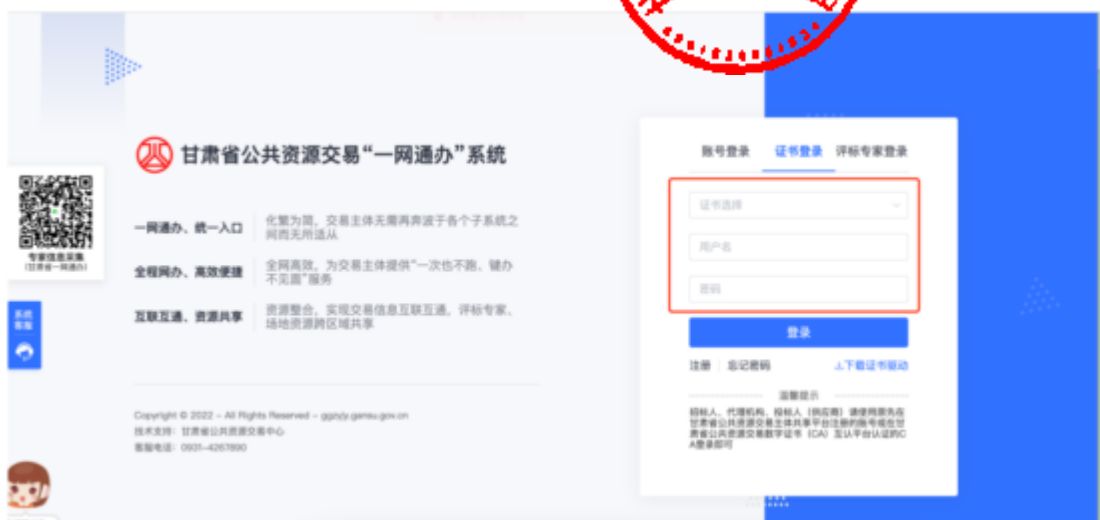 甘肃省公共资源交易“一网通办”系统
一网通办、统一入口
化繁为简，交易主体无需再奔波于各个子系统之
间而无所适从
全程网办、高效便捷
全网高效，为交易主体提供“一次也不跑、键办
不见面”服务
互联互通、资源共享
资源整合，实现交易信息互联互通，评标专家、
场地资源跨区域共享
Copyright © 2022 - All Rights Reserved - ggzyjy.gansu.gov.cn
技术支持：甘肃省公共资源交易中心
客服电话：0931-4267890
专家信息采集
(甘肃省一网通办)
系统
客服
账号登录 证书登录 评标专家登录
证书选择
用户名
密码
登录
注册 忘记密码 下载证书驱动
温馨提示
招标人、代理机构、投标人（供应商）请使用原先在
甘肃省公共资源交易主体共享平台注册的账号或在甘
肃省公共资源交易数字证书（CA）互认平台认证的C
A登录即可